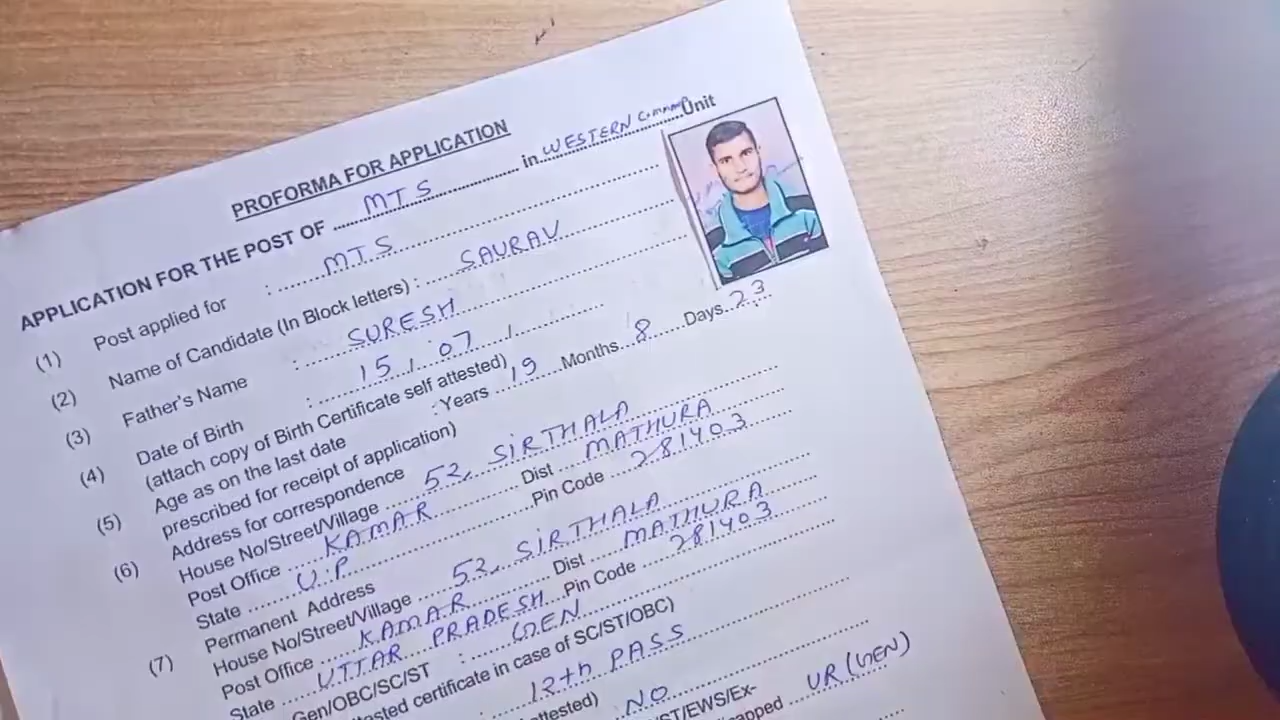 PROFORMA FOR APPLICATION
APPLICATION FOR THE POST OF MTS in WESTERN COMMAND Unit
(1) Post applied for : MTS
(2) Name of Candidate (In Block letters) : SAURAV
(3) Father's Name : SURESH
(4) Date of Birth : 15 / 07 /
(attach copy of Birth Certificate self attested)
(5) Age as on the last date : Years 19 Months 8 Days 23
prescribed for receipt of application)
(6) Address for correspondence
House No/Street/Village 52, SIRTHALA
Post Office KAMAR Dist MATHURA
State U.P. Pin Code 281403
(7) Permanent Address
House No/Street/Village 52, SIRTHALA
Post Office KAMAR Dist MATHURA
State UTTAR PRADESH Pin Code 281403
Gen/OBC/SC/ST : GEN
certificate in case of SC/ST/OBC)
12th PASS
attested) NO
ST/EWS/Ex-
UR (GEN)